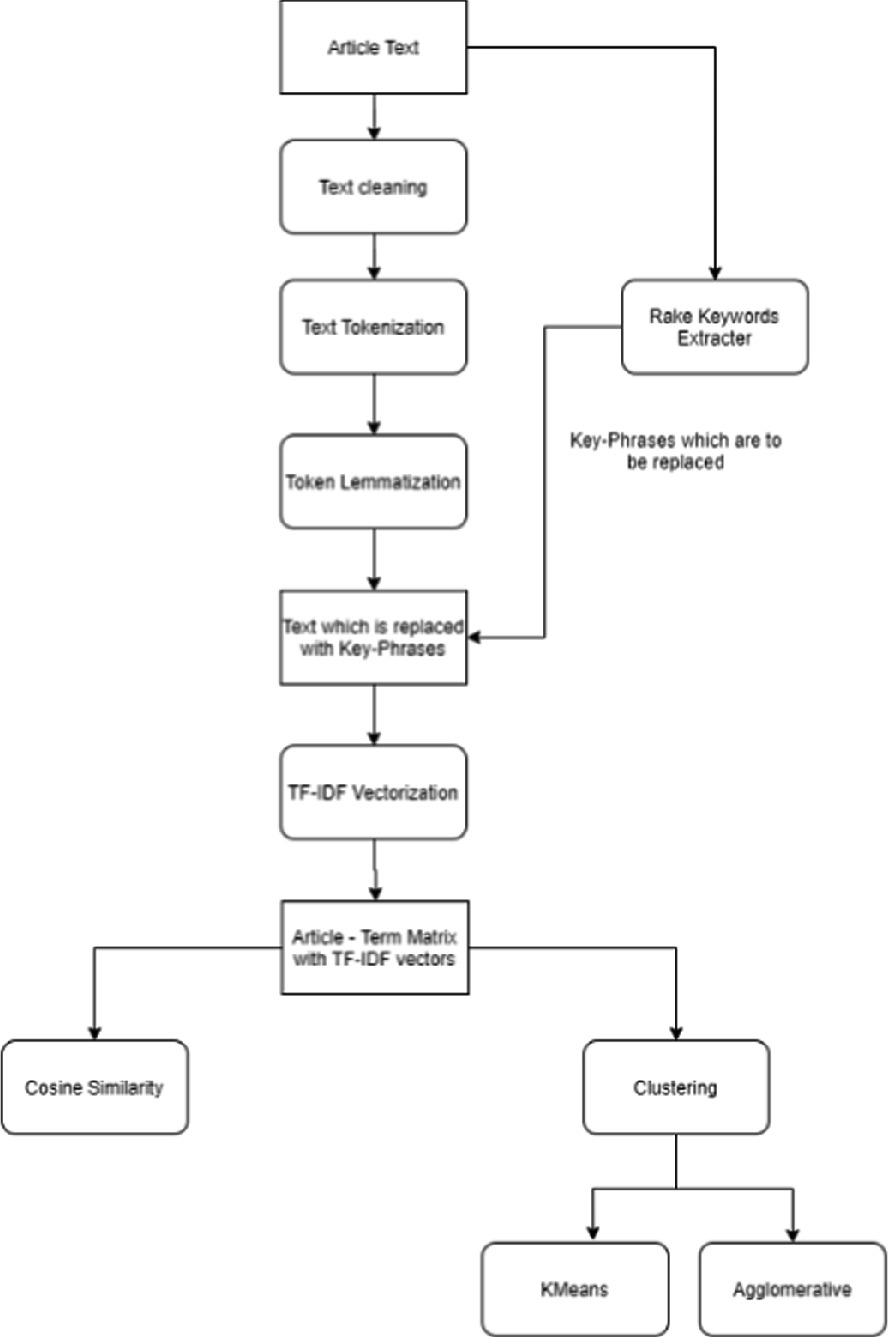 Article Text
Text cleaning
Text Tokenization
Rake Keywords
Extracter
Key-Phrases which are to
be replaced
Token Lemmatization
Text which is replaced
with Key-Phrases
TF-IDF Vectorization
Article - Term Matrix
with TF-IDF vectors
Cosine Similarity
Clustering
KMeans
Agglomerative